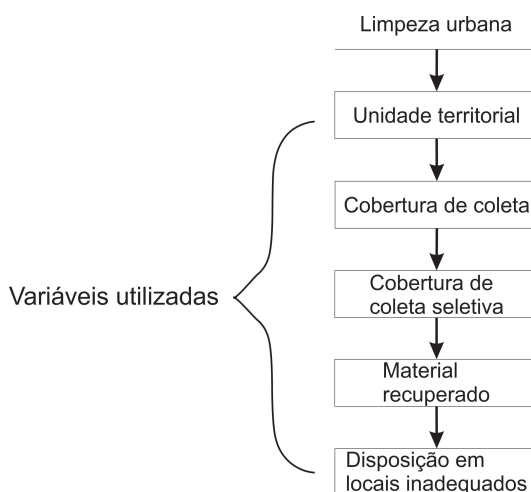 Limpeza urbana
Unidade territorial
Cobertura de coleta
Variáveis utilizadas
Cobertura de
coleta seletiva
Material
recuperado
Disposição em
locais inadequados